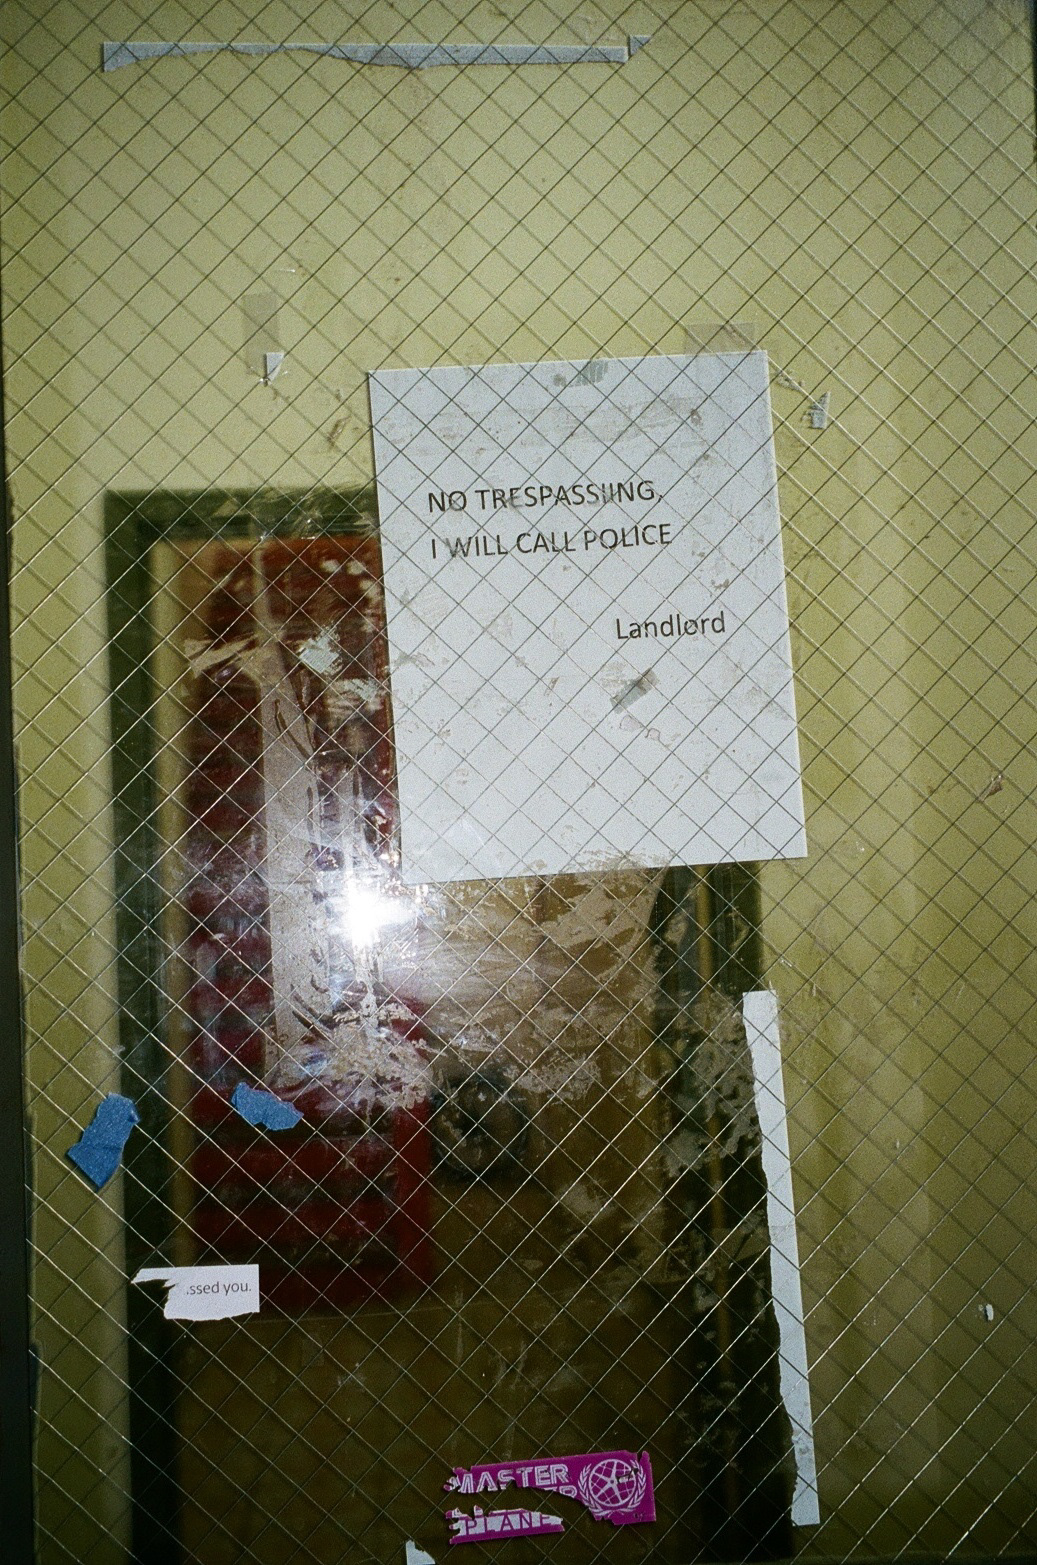 NO TRESPASSIING,
I WILL CALL POLICE
Landlord
.ssed you.
MASTER
PLANE